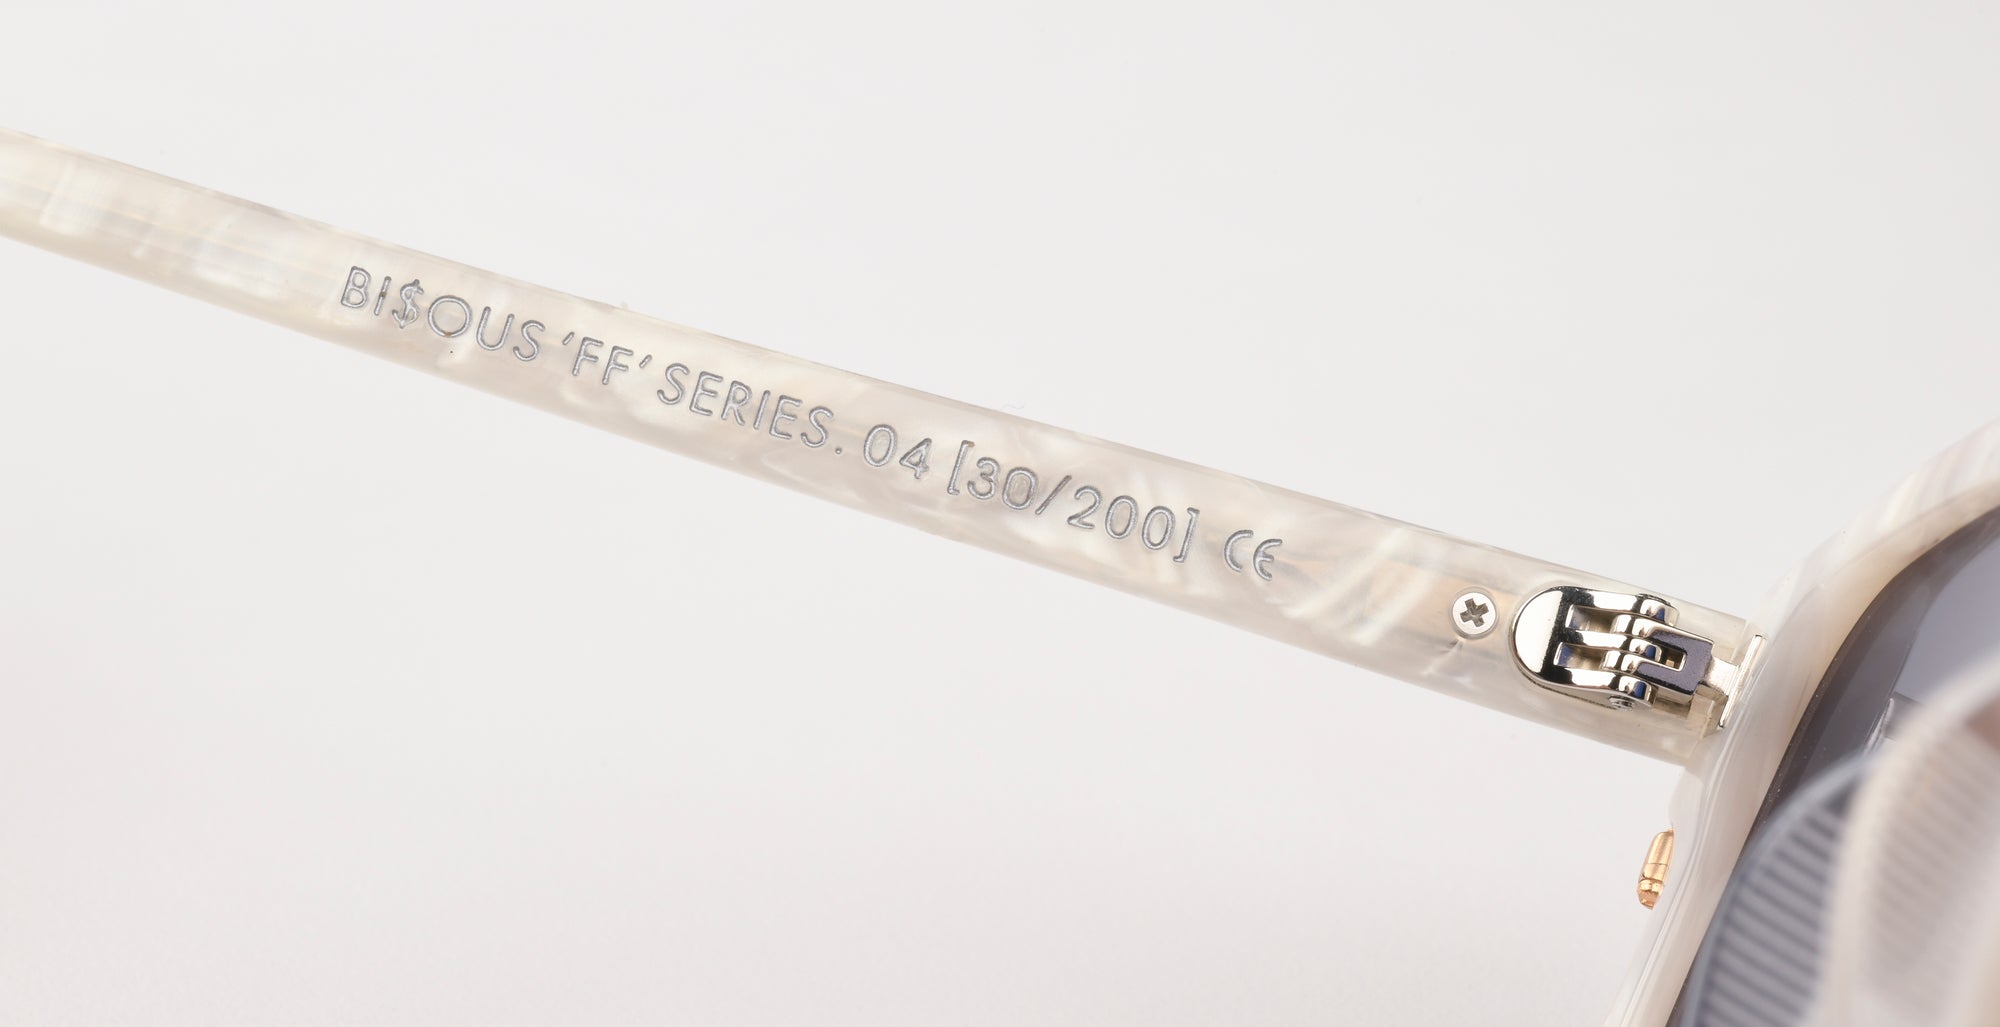 BI$OUS ‘FF’ SERIES. 04 [30/200] CE